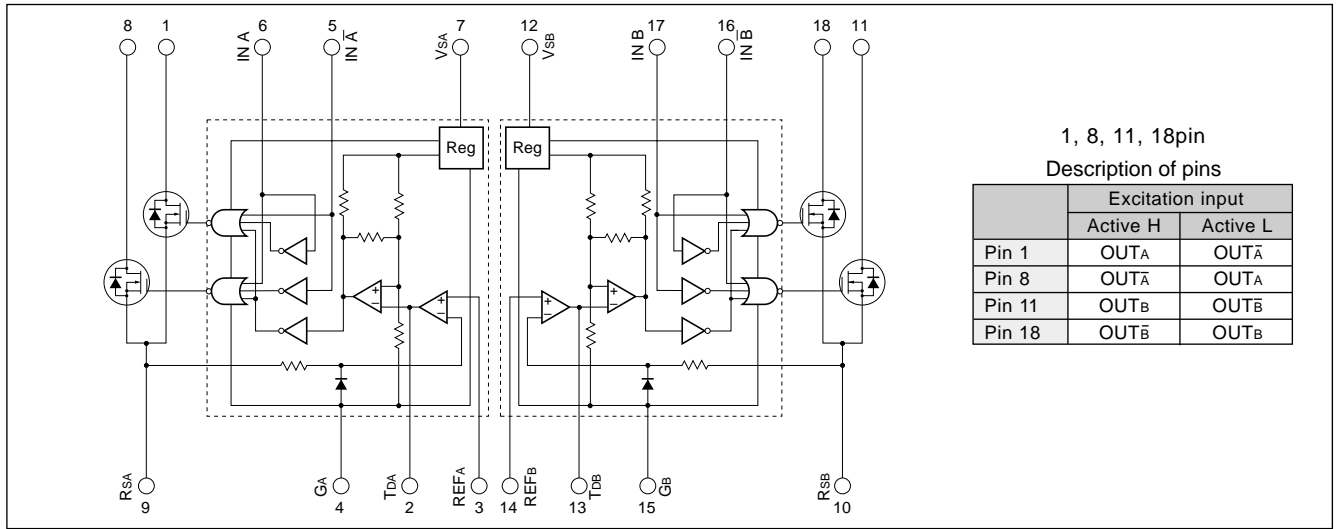 8 1 6 5 7 12 17 16 18 11
IN A IN A̅ VSA VSB IN B IN B̅
Reg Reg
+ − + − + − + −
RSA GA TDA REFA REFB TDB GB RSB
9 4 2 3 14 13 15 10
1, 8, 11, 18pin
Description of pins
Excitation input
Active H Active L
Pin 1 OUTA OUTA̅
Pin 8 OUTA̅ OUTA
Pin 11 OUTB OUTB̅
Pin 18 OUTB̅ OUTB